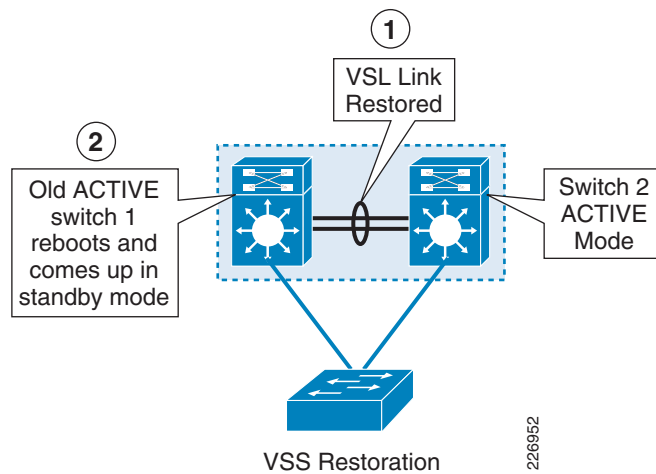 1
VSL Link
Restored
2
Old ACTIVE
switch 1
reboots and
comes up in
standby mode
Switch 2
ACTIVE
Mode
VSS Restoration
226952